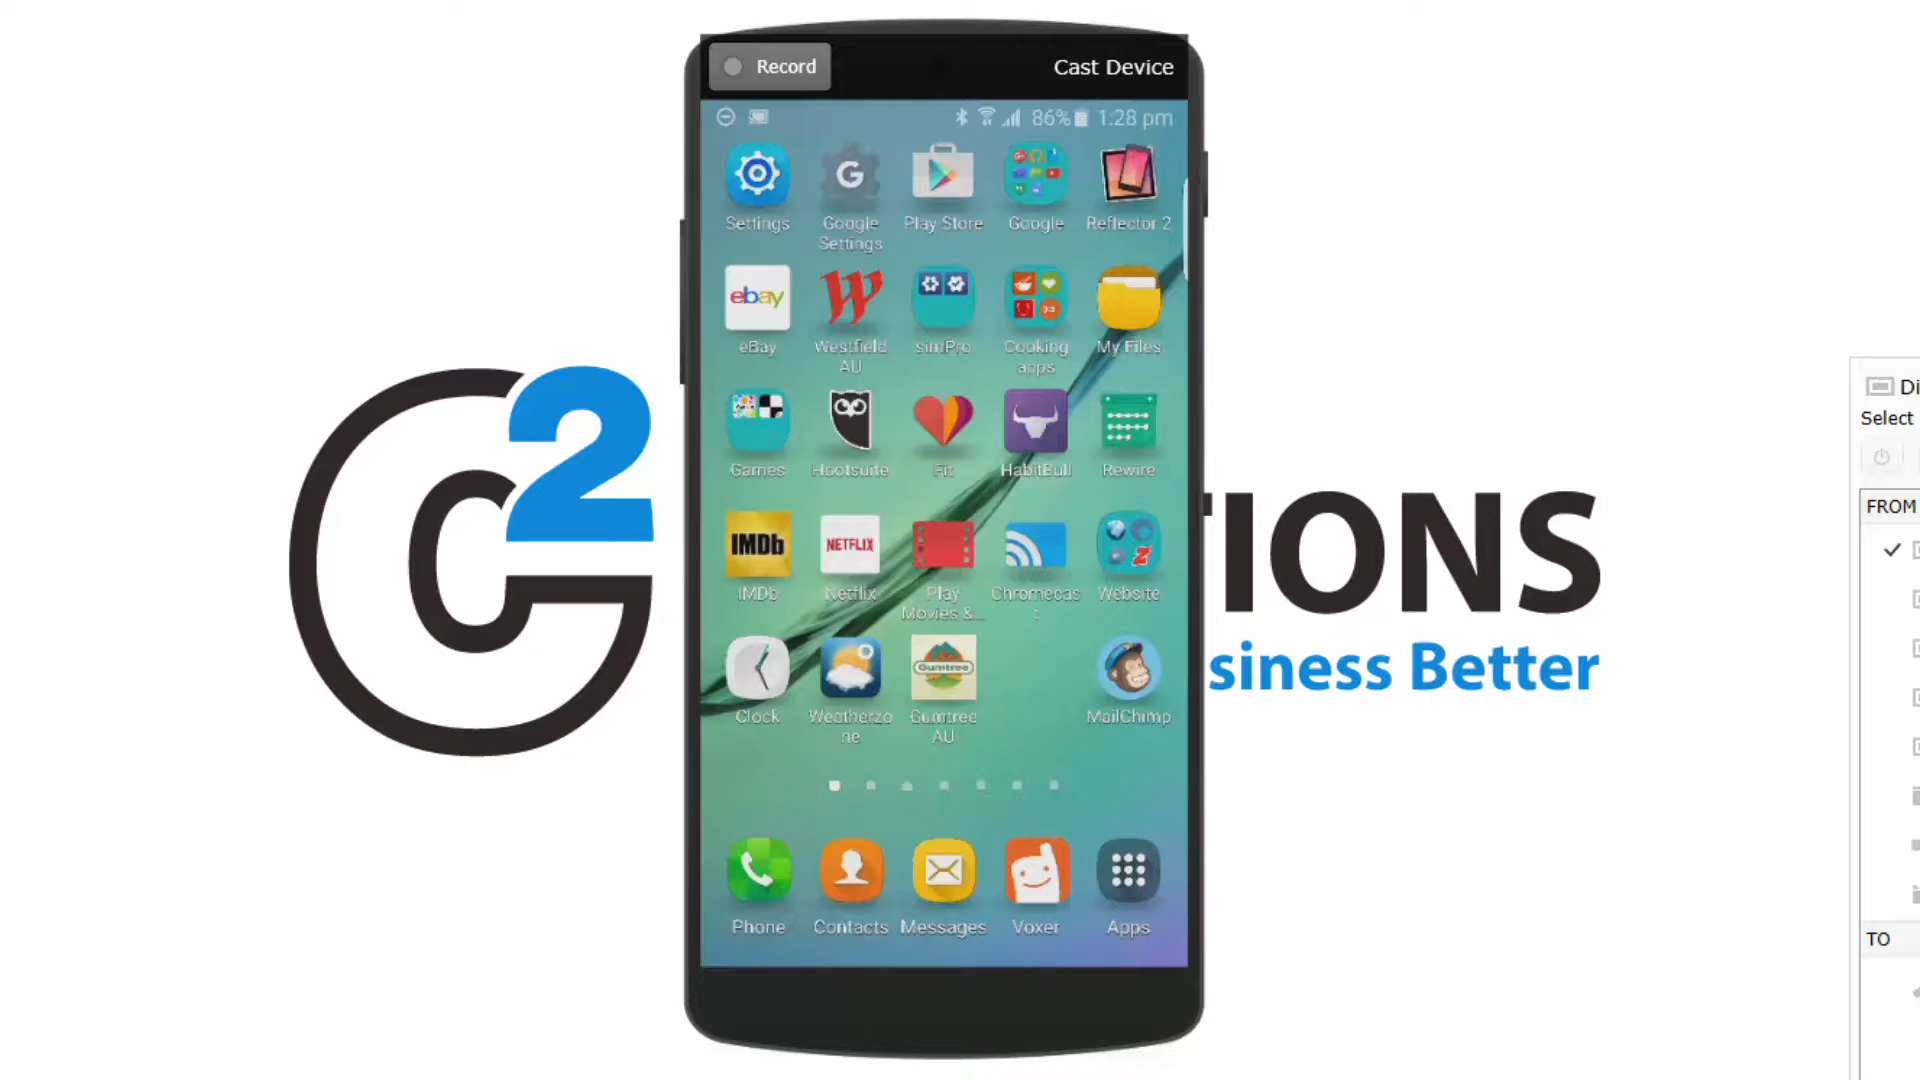 Record
Cast Device
86% 1:28 pm
Settings
Google
Settings
Play Store
Google
Reflector 2
ebay
eBay
Westfield
AU
simPro
Cooking
apps
My Files
Games
Hootsuite
Fit
HabitBull
Rewire
IMDb
IMDb
NETFLIX
Netflix
Play
Movies &...
Chromecas
t
Website
Clock
Weatherzo
ne
Gumtree
Gumtree
AU
MailChimp
Phone
Contacts
Messages
Voxer
Apps
C2
TIONS
siness Better
Di
Select
FROM
TO